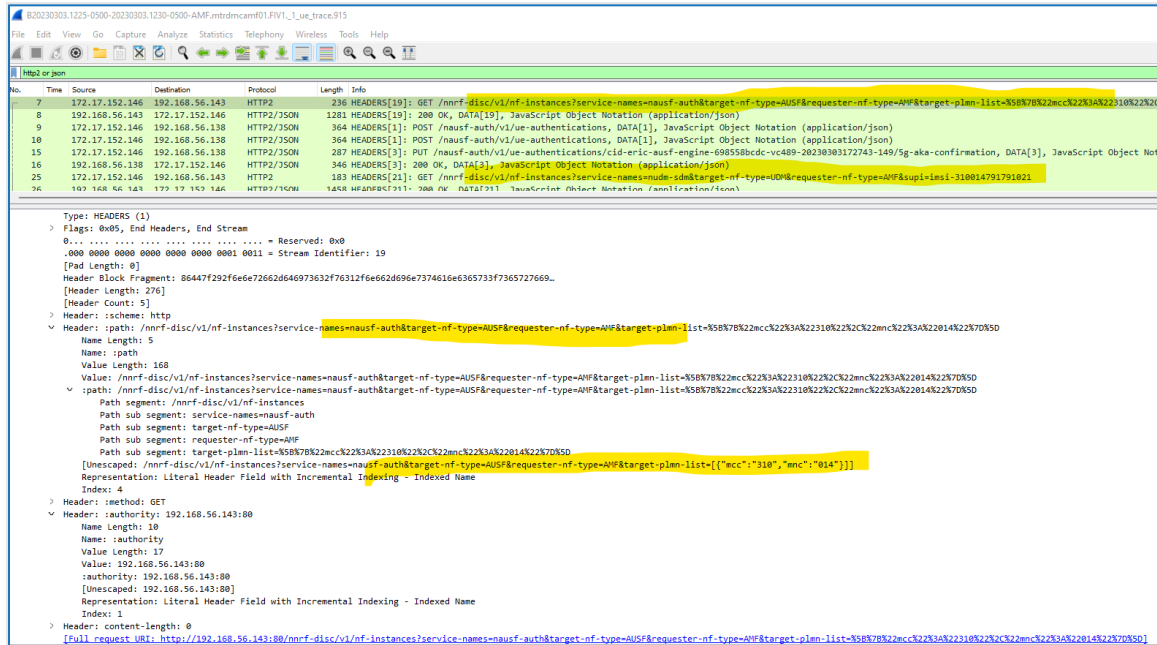 B20230303.1225-0500-20230303.1230-0500-AMF.mtrdmcamf01.FIV1._1_ue_trace.915
File Edit View Go Capture Analyze Statistics Telephony Wireless Tools Help
http2 or json
No. Time Source Destination Protocol Length Info
7 172.17.152.146 192.168.56.143 HTTP2 236 HEADERS[19]: GET /nnrf-disc/v1/nf-instances?service-names=nausf-auth&target-nf-type=AUSF&requester-nf-type=AMF&target-plmn-list=%5B%7B%22mcc%22%3A%22310%22%2C
8 192.168.56.143 172.17.152.146 HTTP2/JSON 1281 HEADERS[19]: 200 OK, DATA[19], JavaScript Object Notation (application/json)
9 172.17.152.146 192.168.56.138 HTTP2/JSON 364 HEADERS[1]: POST /nausf-auth/v1/ue-authentications, DATA[1], JavaScript Object Notation (application/json)
10 172.17.152.146 192.168.56.138 HTTP2/JSON 364 HEADERS[1]: POST /nausf-auth/v1/ue-authentications, DATA[1], JavaScript Object Notation (application/json)
15 172.17.152.146 192.168.56.138 HTTP2/JSON 287 HEADERS[3]: PUT /nausf-auth/v1/ue-authentications/cid-eric-ausf-engine-698558bcdc-vc489-20230303172743-149/5g-aka-confirmation, DATA[3], JavaScript Object Not
16 192.168.56.138 172.17.152.146 HTTP2/JSON 346 HEADERS[3]: 200 OK, DATA[3], JavaScript Object Notation (application/json)
25 172.17.152.146 192.168.56.143 HTTP2 183 HEADERS[21]: GET /nnrf-disc/v1/nf-instances?service-names=nudm-sdm&target-nf-type=UDM&requester-nf-type=AMF&supi=imsi-310014791791021
26 192.168.56.143 172.17.152.146 HTTP2/JSON 1458 HEADERS[21]: 200 OK, DATA[21], JavaScript Object Notation (application/json)
Type: HEADERS (1)
Flags: 0x05, End Headers, End Stream
0... .... .... .... .... .... .... .... = Reserved: 0x0
.000 0000 0000 0000 0000 0000 0001 0011 = Stream Identifier: 19
[Pad Length: 0]
Header Block Fragment: 86447f292f6e6e72662d646973632f76312f6e662d696e7374616e6365733f7365727669…
[Header Length: 276]
[Header Count: 5]
Header: :scheme: http
Header: :path: /nnrf-disc/v1/nf-instances?service-names=nausf-auth&target-nf-type=AUSF&requester-nf-type=AMF&target-plmn-list=%5B%7B%22mcc%22%3A%22310%22%2C%22mnc%22%3A%22014%22%7D%5D
Name Length: 5
Name: :path
Value Length: 168
Value: /nnrf-disc/v1/nf-instances?service-names=nausf-auth&target-nf-type=AUSF&requester-nf-type=AMF&target-plmn-list=%5B%7B%22mcc%22%3A%22310%22%2C%22mnc%22%3A%22014%22%7D%5D
:path: /nnrf-disc/v1/nf-instances?service-names=nausf-auth&target-nf-type=AUSF&requester-nf-type=AMF&target-plmn-list=%5B%7B%22mcc%22%3A%22310%22%2C%22mnc%22%3A%22014%22%7D%5D
Path segment: /nnrf-disc/v1/nf-instances
Path sub segment: service-names=nausf-auth
Path sub segment: target-nf-type=AUSF
Path sub segment: requester-nf-type=AMF
Path sub segment: target-plmn-list=%5B%7B%22mcc%22%3A%22310%22%2C%22mnc%22%3A%22014%22%7D%5D
[Unescaped: /nnrf-disc/v1/nf-instances?service-names=nausf-auth&target-nf-type=AUSF&requester-nf-type=AMF&target-plmn-list=[{"mcc":"310","mnc":"014"}]]
Representation: Literal Header Field with Incremental Indexing - Indexed Name
Index: 4
Header: :method: GET
Header: :authority: 192.168.56.143:80
Name Length: 10
Name: :authority
Value Length: 17
Value: 192.168.56.143:80
:authority: 192.168.56.143:80
[Unescaped: 192.168.56.143:80]
Representation: Literal Header Field with Incremental Indexing - Indexed Name
Index: 1
Header: content-length: 0
[Full request URI: http://192.168.56.143:80/nnrf-disc/v1/nf-instances?service-names=nausf-auth&target-nf-type=AUSF&requester-nf-type=AMF&target-plmn-list=%5B%7B%22mcc%22%3A%22310%22%2C%22mnc%22%3A%22014%22%7D%5D]